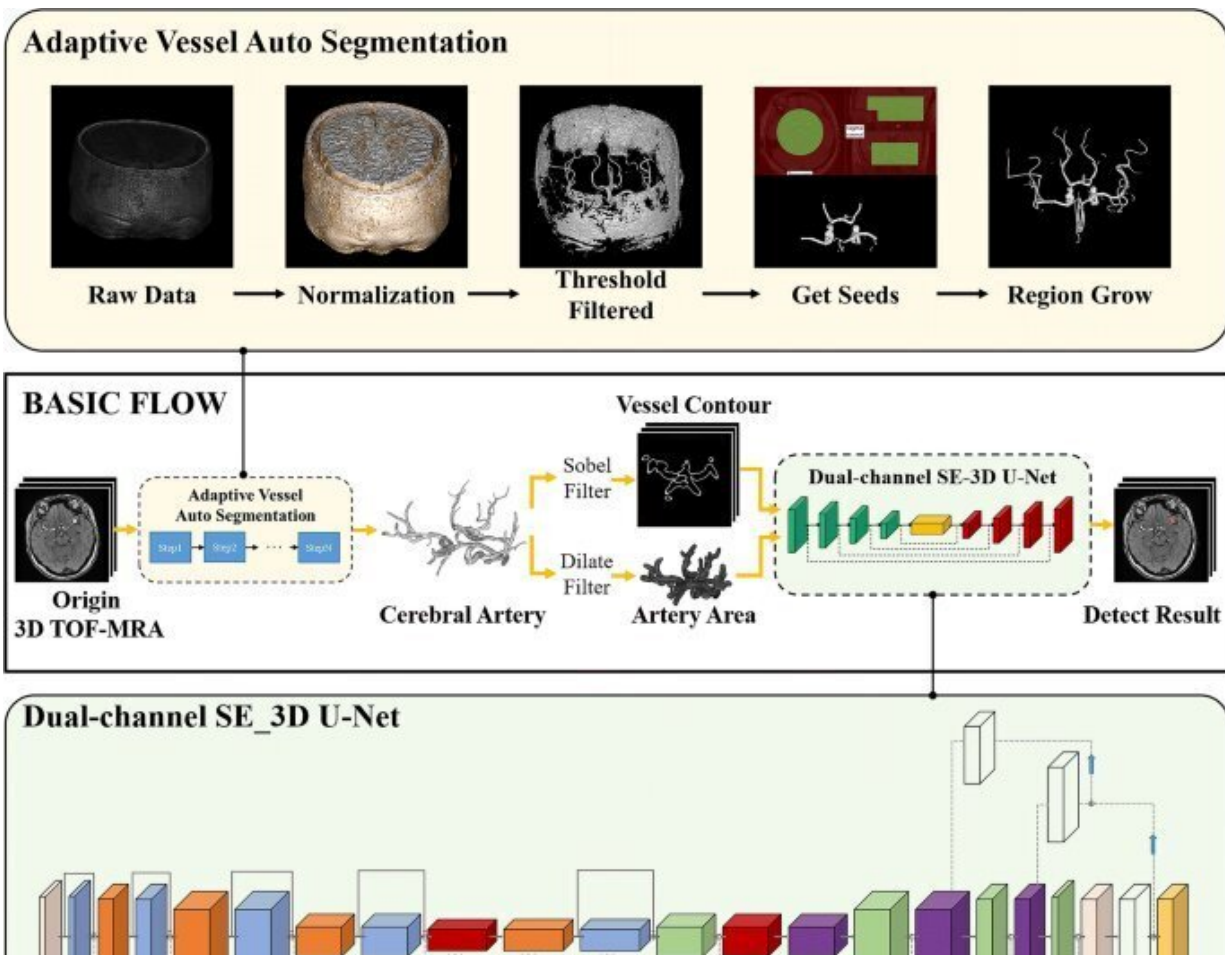 Adaptive Vessel Auto Segmentation
Raw Data
Normalization
Threshold
Filtered
Get Seeds
Region Grow
BASIC FLOW
Origin
3D TOF-MRA
Adaptive Vessel
Auto Segmentation
Step1
Step2
...
StepN
Cerebral Artery
Sobel
Filter
Dilate
Filter
Vessel Contour
Artery Area
Dual-channel SE-3D U-Net
Detect Result
Dual-channel SE_3D U-Net